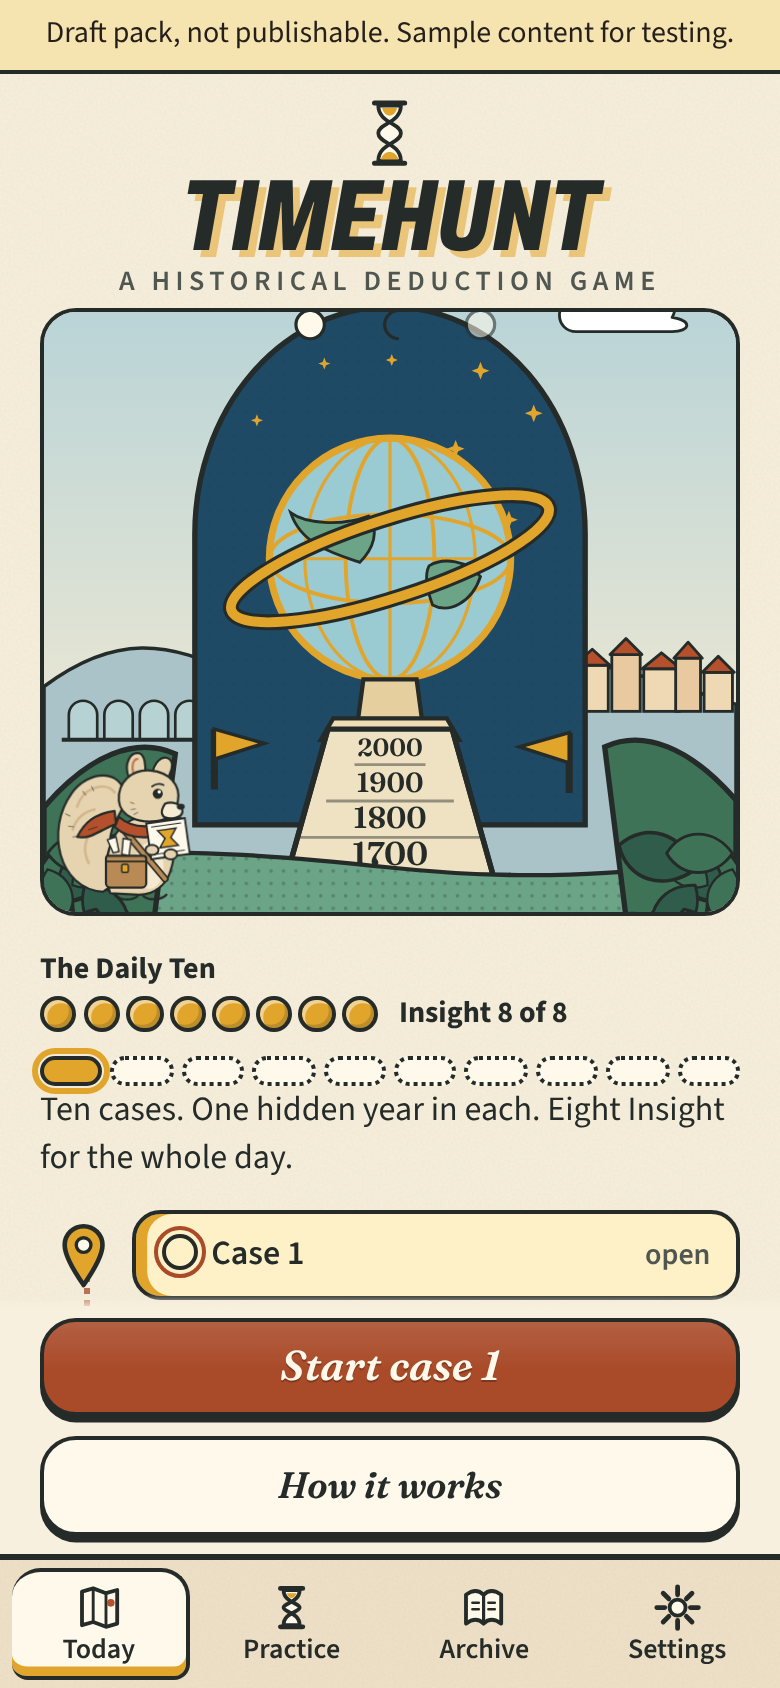 Draft pack, not publishable. Sample content for testing.
TIMEHUNT
A HISTORICAL DEDUCTION GAME
2000
1900
1800
1700
The Daily Ten
Insight 8 of 8
Ten cases. One hidden year in each. Eight Insight
for the whole day.
Case 1
open
Start case 1
How it works
Today
Practice
Archive
Settings